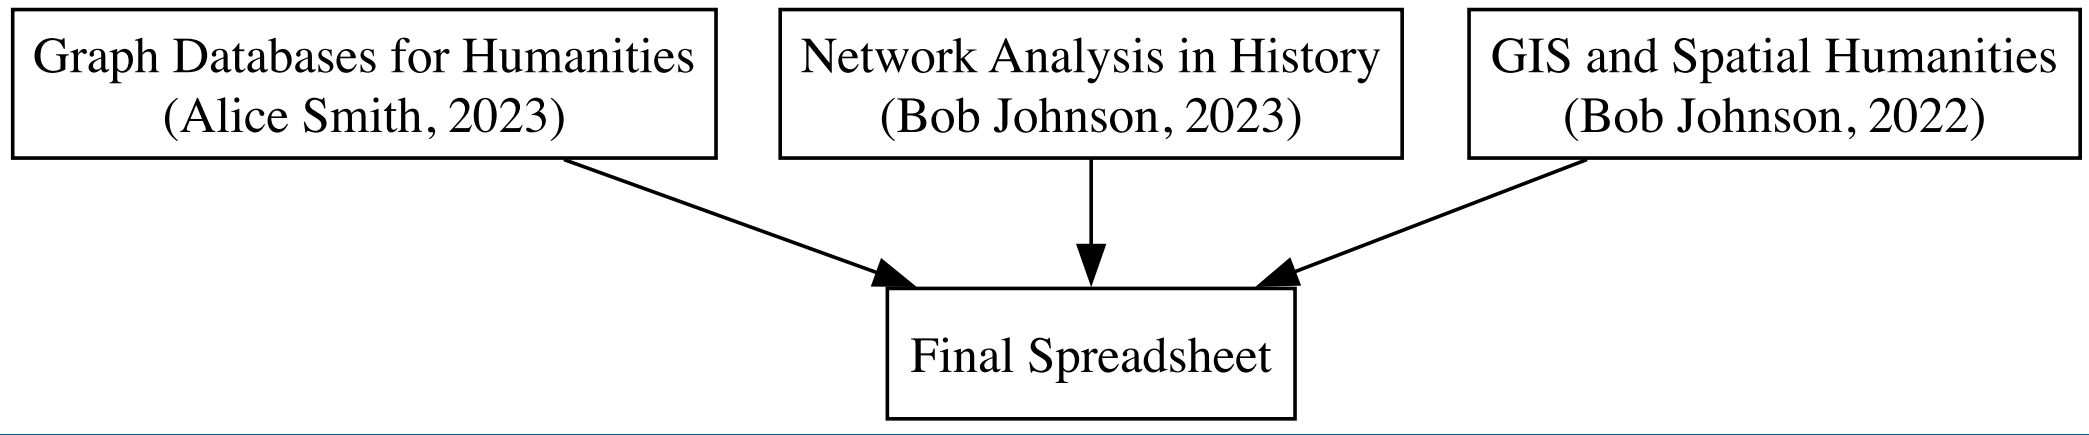 Graph Databases for Humanities
(Alice Smith, 2023)
Network Analysis in History
(Bob Johnson, 2023)
GIS and Spatial Humanities
(Bob Johnson, 2022)
Final Spreadsheet